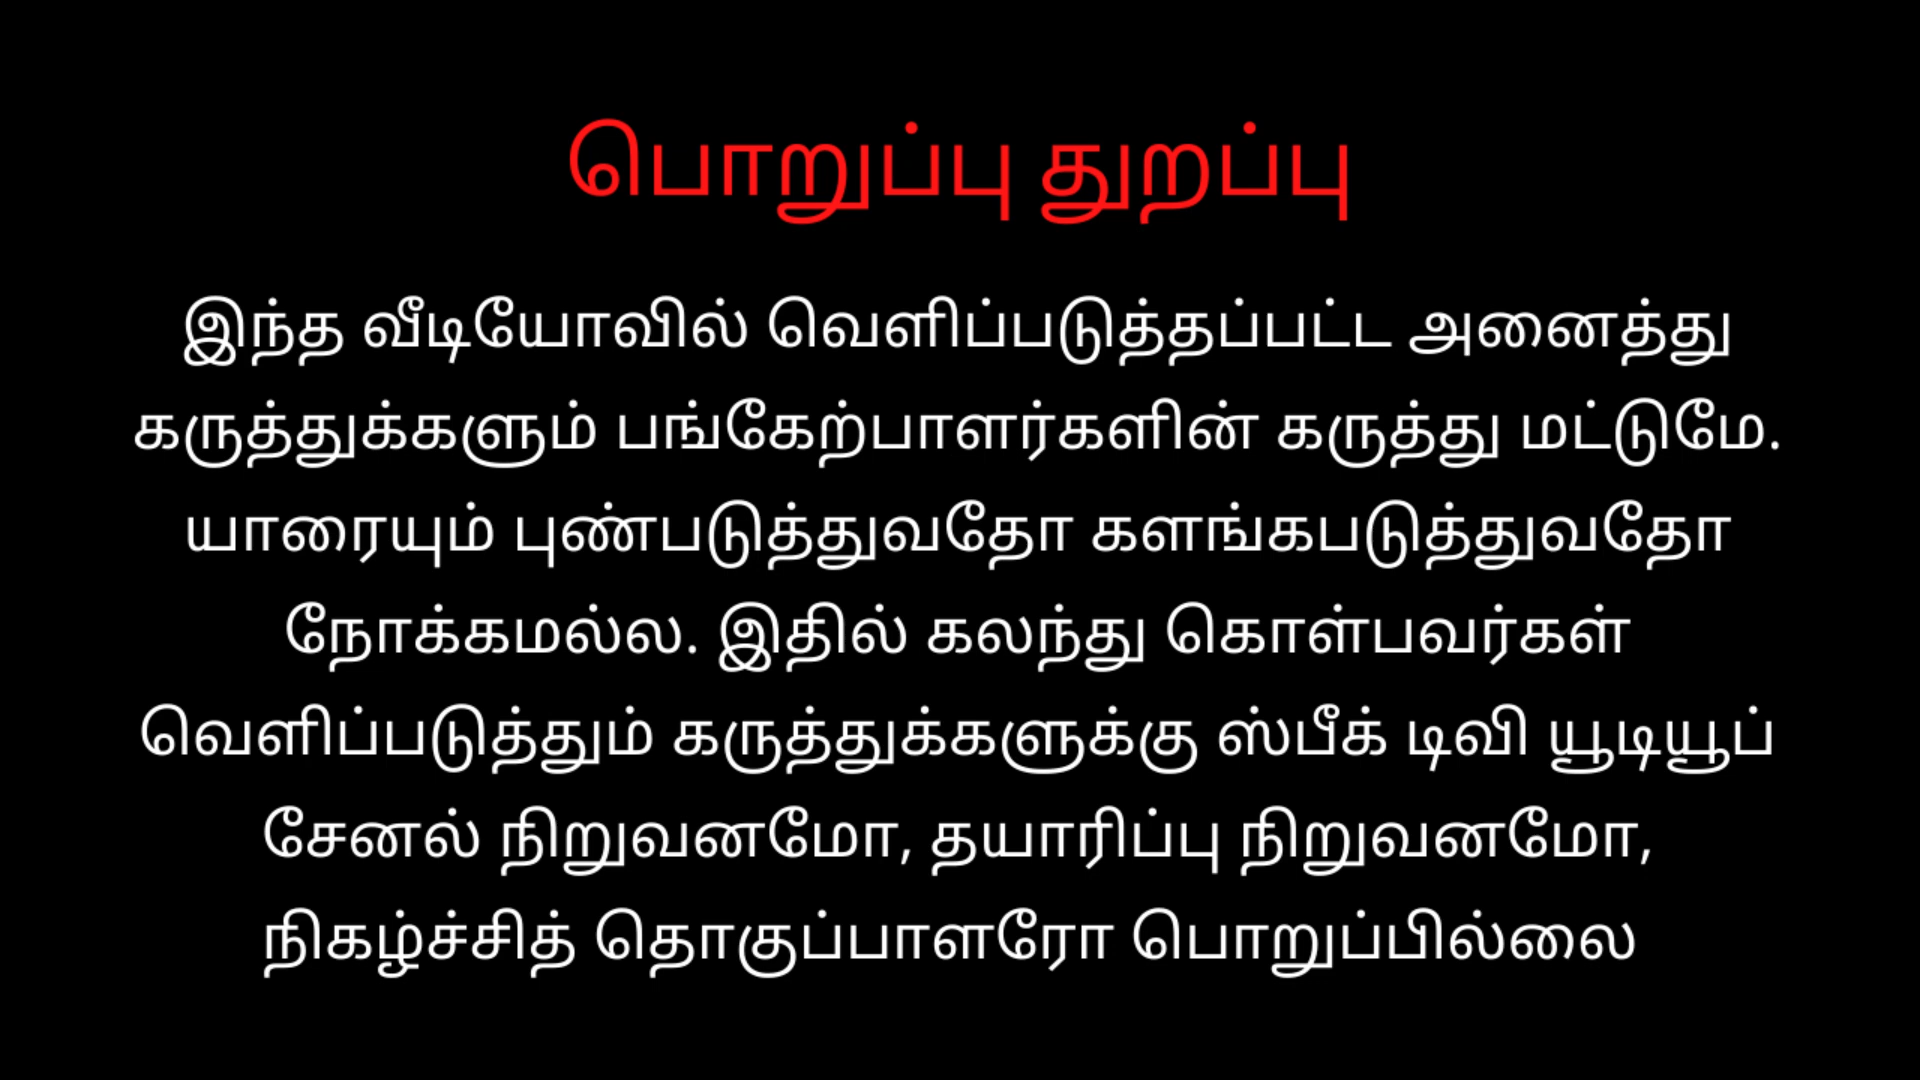 பொறுப்பு துறப்பு
இந்த வீடியோவில் வெளிப்படுத்தப்பட்ட அனைத்து
கருத்துக்களும் பங்கேற்பாளர்களின் கருத்து மட்டுமே.
யாரையும் புண்படுத்துவதோ களங்கபடுத்துவதோ
நோக்கமல்ல. இதில் கலந்து கொள்பவர்கள்
வெளிப்படுத்தும் கருத்துக்களுக்கு ஸ்பீக் டிவி யூடியூப்
சேனல் நிறுவனமோ, தயாரிப்பு நிறுவனமோ,
நிகழ்ச்சித் தொகுப்பாளரோ பொறுப்பில்லை